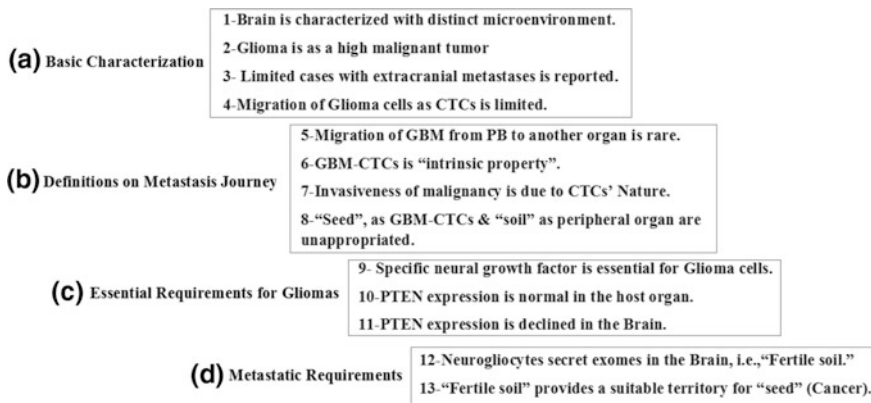 1-Brain is characterized with distinct microenvironment.
2-Glioma is as a high malignant tumor
(a) Basic Characterization
3- Limited cases with extracranial metastases is reported.
4-Migration of Glioma cells as CTCs is limited.
5-Migration of GBM from PB to another organ is rare.
6-GBM-CTCs is “intrinsic property”.
(b) Definitions on Metastasis Journey
7-Invasiveness of malignancy is due to CTCs’ Nature.
8-“Seed”, as GBM-CTCs & “soil” as peripheral organ are
unappropriated.
9- Specific neural growth factor is essential for Glioma cells.
(c) Essential Requirements for Gliomas
10-PTEN expression is normal in the host organ.
11-PTEN expression is declined in the Brain.
12-Neurogliocytes secret exomes in the Brain, i.e.,“Fertile soil.”
(d) Metastatic Requirements
13-“Fertile soil” provides a suitable territory for “seed” (Cancer).